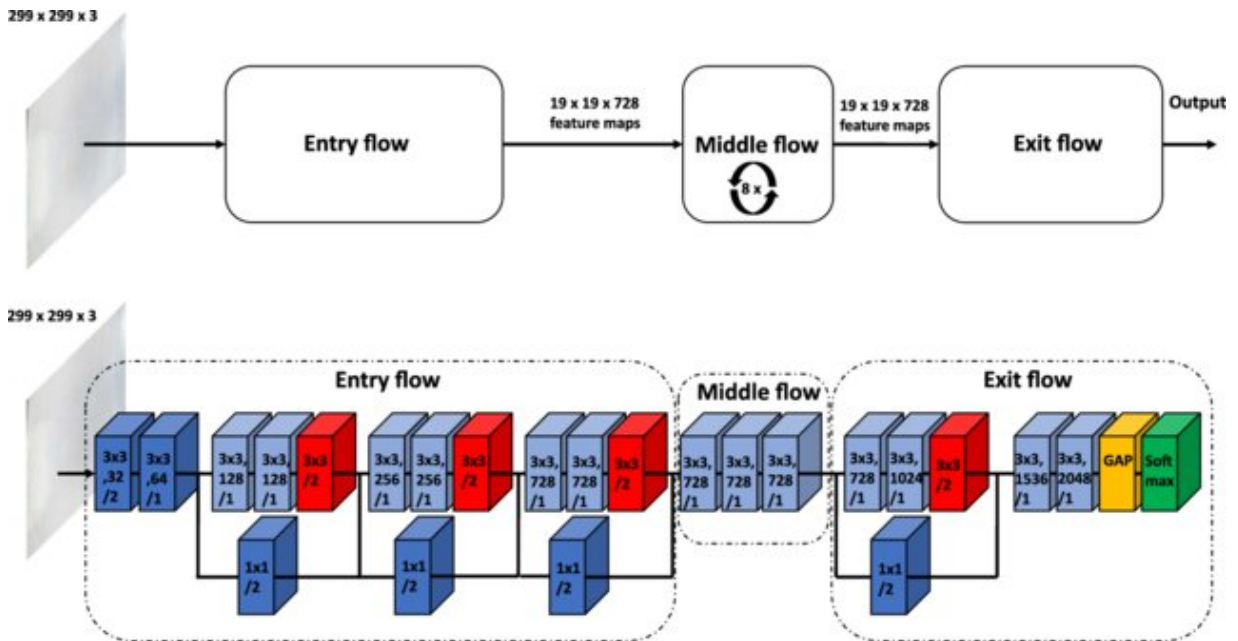 299 x 299 x 3
Entry flow
19 x 19 x 728
feature maps
Middle flow
8 x
19 x 19 x 728
feature maps
Exit flow
Output
299 x 299 x 3
Entry flow
Middle flow
Exit flow
3x3
,32
/2
3x3
,64
/1
3x3,
128
/1
3x3,
128
/1
3x3
/2
3x3,
256
/1
3x3,
256
/1
3x3
/2
3x3,
728
/1
3x3,
728
/1
3x3
/2
3x3,
728
/1
3x3,
728
/1
3x3,
728
/1
3x3,
728
/1
3x3,
1024
/1
3x3
/2
3x3,
1536
/1
3x3,
2048
/1
GAP
Soft
max
1x1
/2
1x1
/2
1x1
/2
1x1
/2